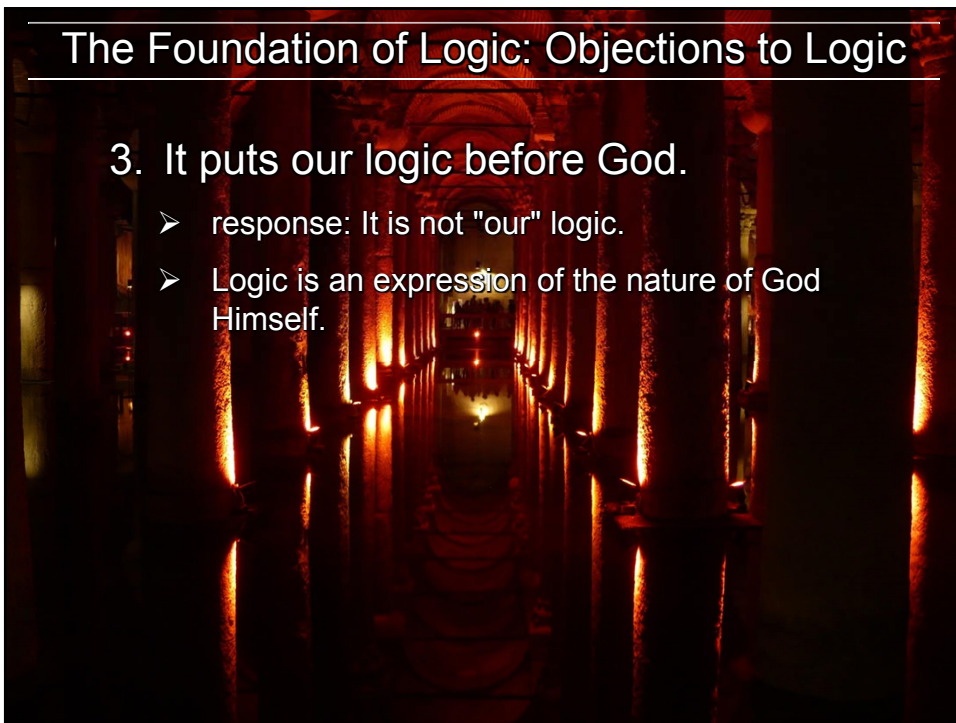 The Foundation of Logic: Objections to Logic
3. It puts our logic before God.
➢ response: It is not "our" logic.
➢ Logic is an expression of the nature of God
Himself.